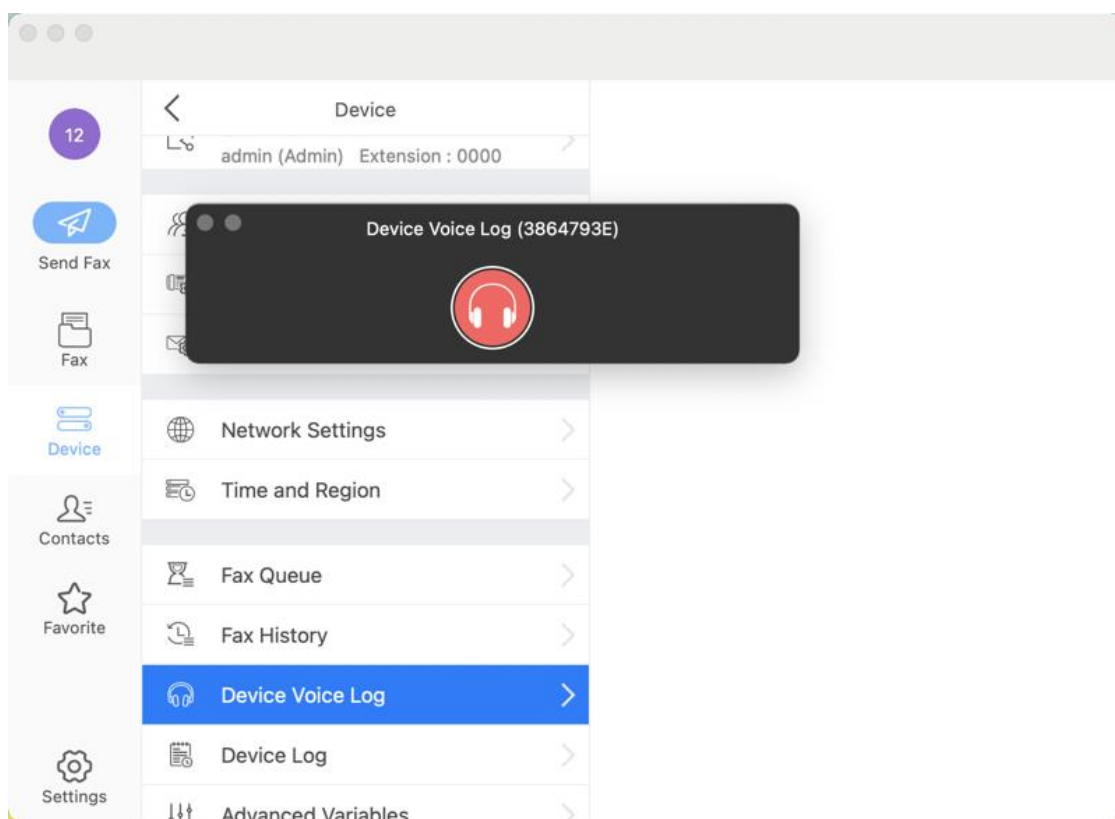 Device
12
admin (Admin) Extension : 0000
Device Voice Log (3864793E)
Send Fax
Fax
Network Settings
Device
Time and Region
Contacts
Fax Queue
Favorite
Fax History
Device Voice Log
Device Log
Settings
Advanced Variables